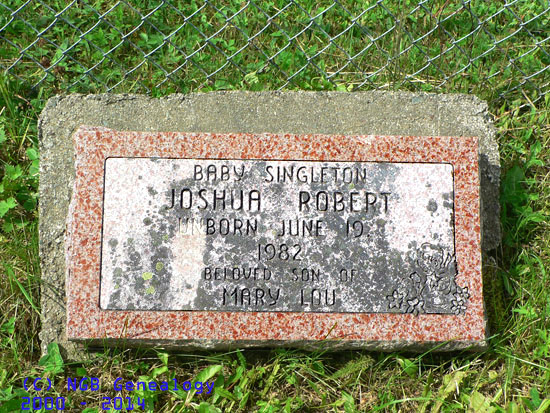 BABY SINGLETON
JOSHUA ROBERT
UNBORN JUNE 19
1982
BELOVED SON OF
MARY LOU
(C) NGB Genealogy
2000 - 2014